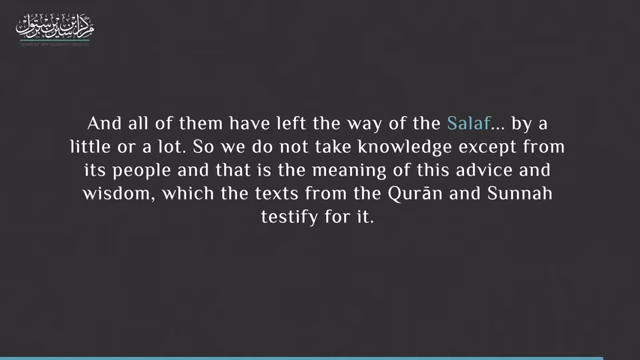 And all of them have left the way of the Salaf... by a
little or a lot. So we do not take knowledge except from
its people and that is the meaning of this advice and
wisdom, which the texts from the Qurān and Sunnah
testify for it.